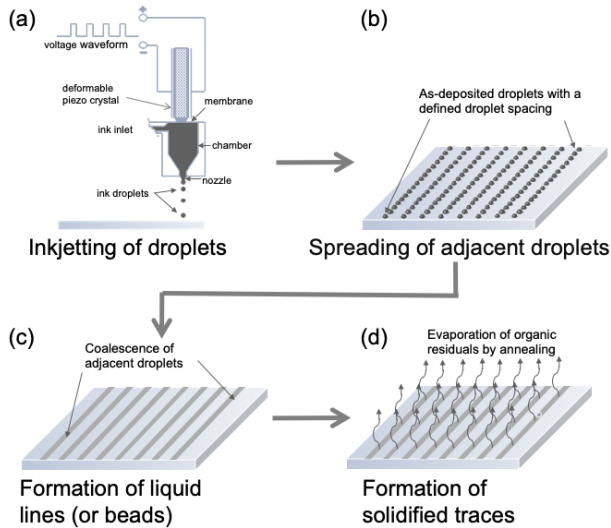 (a)
+
−
voltage waveform
deformable
piezo crystal
membrane
ink inlet
chamber
nozzle
ink droplets
Inkjetting of droplets
(b)
As-deposited droplets with a
defined droplet spacing
Spreading of adjacent droplets
(c)
Coalescence of
adjacent droplets
Formation of liquid
lines (or beads)
(d)
Evaporation of organic
residuals by annealing
Formation of
solidified traces